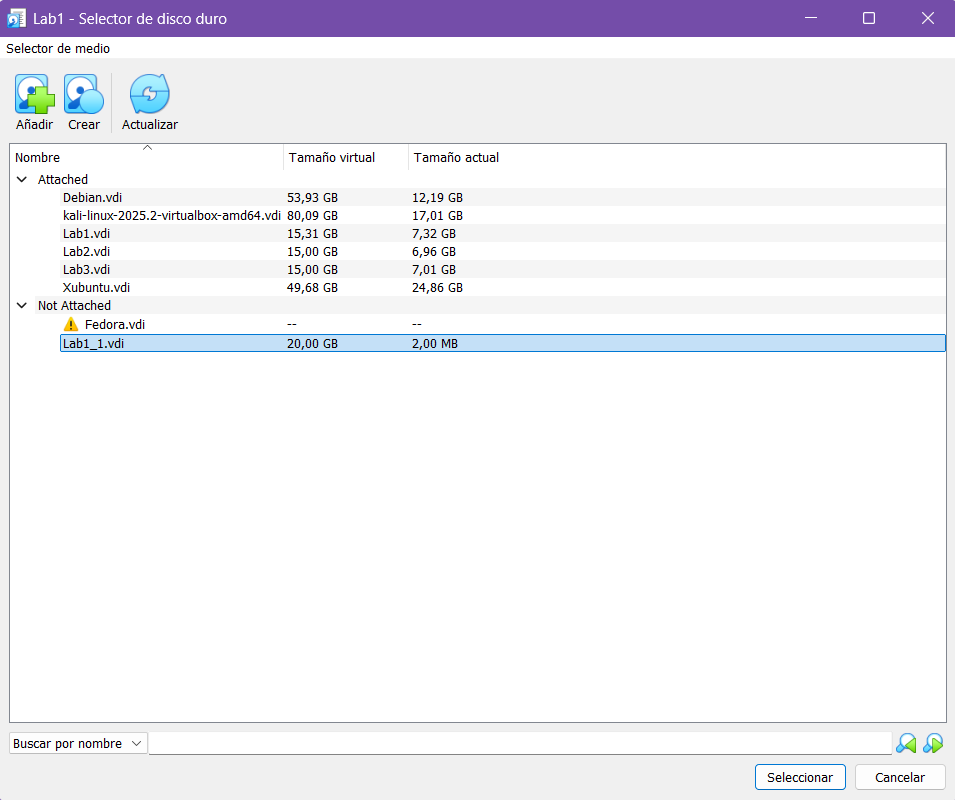 Lab1 - Selector de disco duro
Selector de medio
Añadir Crear Actualizar
Nombre Tamaño virtual Tamaño actual
Attached
Debian.vdi 53,93 GB 12,19 GB
kali-linux-2025.2-virtualbox-amd64.vdi 80,09 GB 17,01 GB
Lab1.vdi 15,31 GB 7,32 GB
Lab2.vdi 15,00 GB 6,96 GB
Lab3.vdi 15,00 GB 7,01 GB
Xubuntu.vdi 49,68 GB 24,86 GB
Not Attached
Fedora.vdi -- --
Lab1_1.vdi 20,00 GB 2,00 MB
Buscar por nombre
Seleccionar Cancelar